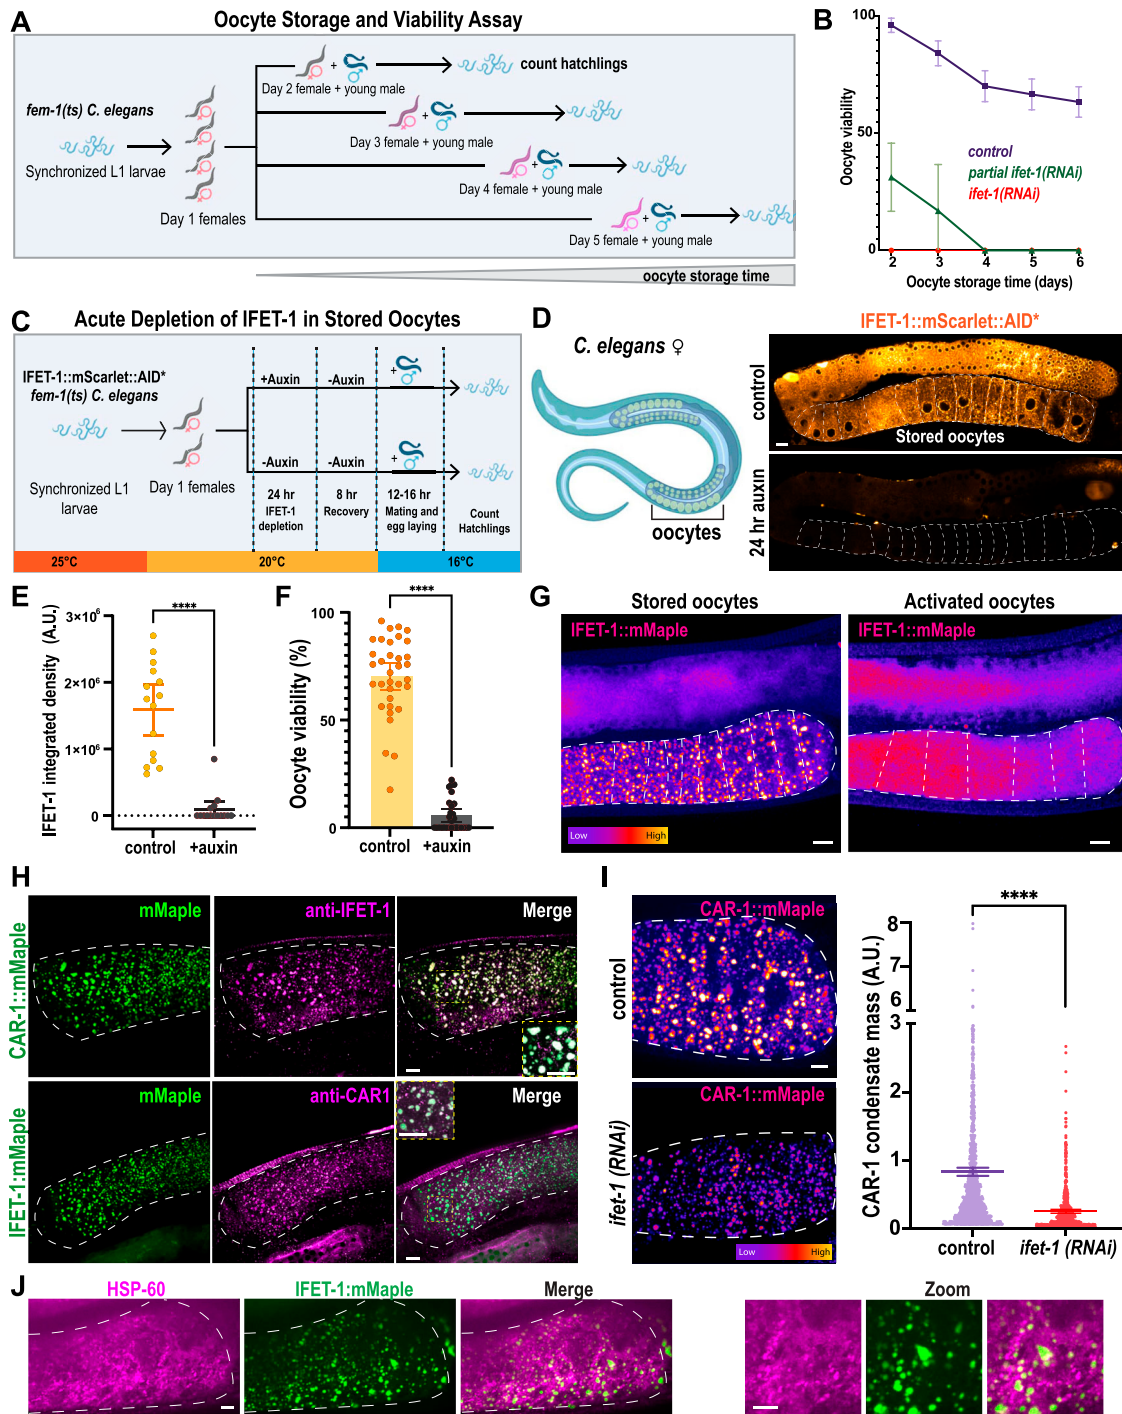 A
Oocyte Storage and Viability Assay
fem-1(ts) C. elegans
Synchronized L1 larvae
Day 1 females
+
Day 2 female + young male
count hatchlings
+
Day 3 female + young male
+
Day 4 female + young male
+
Day 5 female + young male
oocyte storage time
B
Oocyte viability
100
50
0
control
partial ifet-1(RNAi)
ifet-1(RNAi)
2 3 4 5 6
Oocyte storage time (days)
C
Acute Depletion of IFET-1 in Stored Oocytes
IFET-1::mScarlet::AID*
fem-1(ts) C. elegans
Synchronized L1
larvae
Day 1 females
+Auxin
-Auxin
+
-Auxin
-Auxin
+
24 hr
IFET-1
depletion
8 hr
Recovery
12-16 hr
Mating and
egg laying
Count
Hatchlings
25°C
20°C
16°C
D
C. elegans ♀
oocytes
IFET-1::mScarlet::AID*
control
Stored oocytes
24 hr auxin
E
IFET-1 integrated density (A.U.)
3×10⁶
2×10⁶
1×10⁶
0
****
control
+auxin
F
Oocyte viability (%)
100
50
0
****
control
+auxin
G
Stored oocytes
Activated oocytes
IFET-1::mMaple
IFET-1::mMaple
Low
High
H
CAR-1::mMaple
mMaple
anti-IFET-1
Merge
IFET-1:mMaple
mMaple
anti-CAR1
Merge
I
control
CAR-1::mMaple
ifet-1 (RNAi)
CAR-1::mMaple
Low
High
CAR-1 condensate mass (A.U.)
8
7
6
3
2
1
0
****
control
ifet-1 (RNAi)
J
HSP-60
IFET-1:mMaple
Merge
Zoom